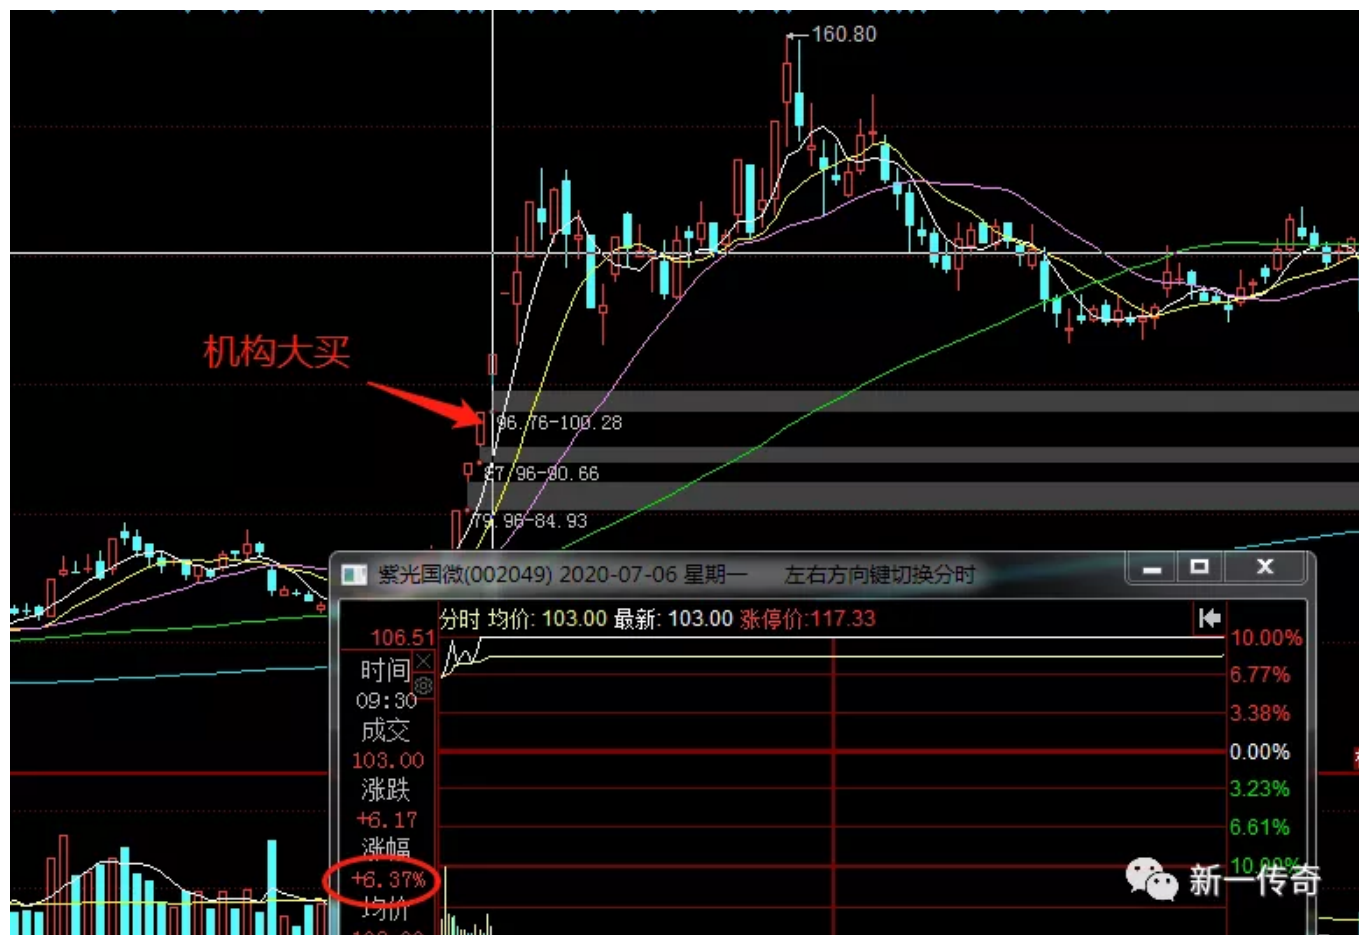 160.80
机构大买
96.76-100.28
87.96-90.66
79.96-84.93
紫光国微(002049) 2020-07-06 星期一 左右方向键切换分时
分时 均价: 103.00 最新: 103.00 涨停价:117.33
106.51
10.00%
时间
6.77%
09:30
3.38%
成交
0.00%
103.00
涨跌
3.23%
+6.17
6.61%
涨幅
10.00%
+6.37%
均价
新一传奇